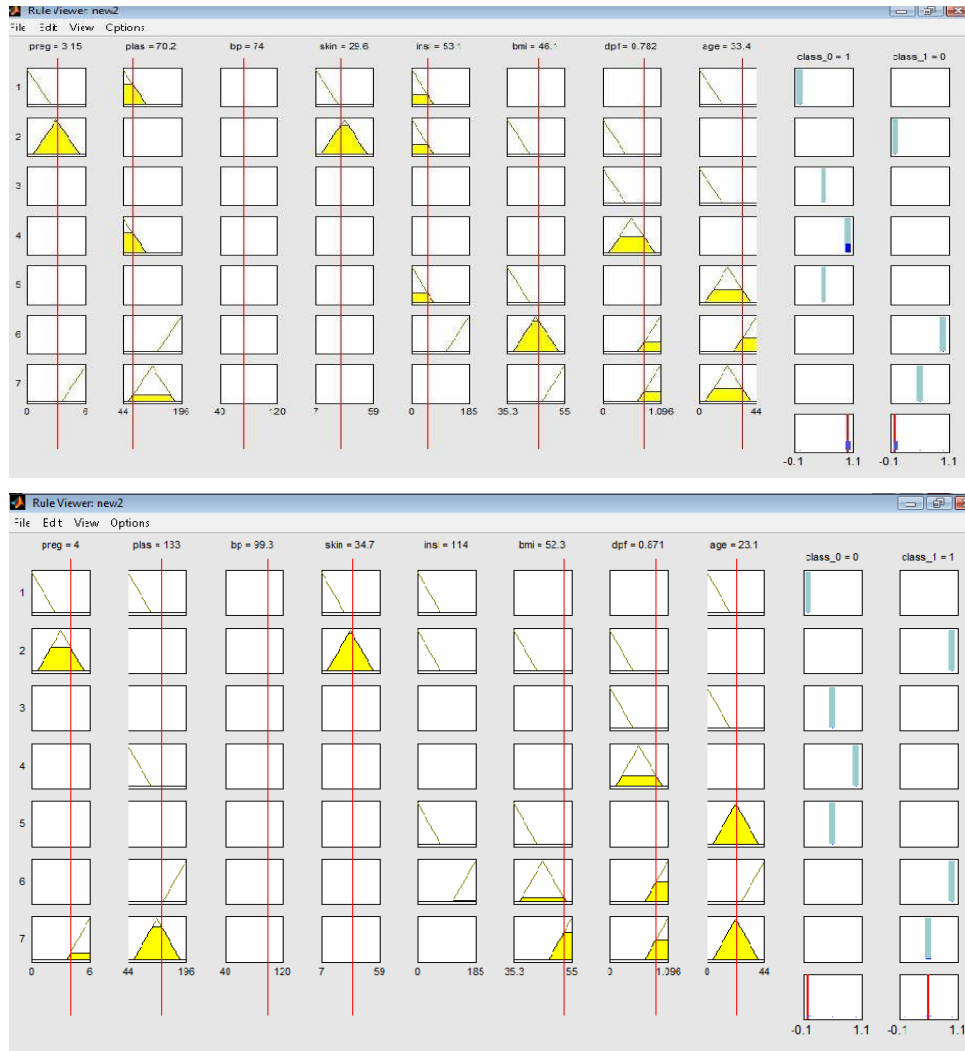 Rule Viewer: new2
File Edit View Options
preg = 3.15 plas = 70.2 bp = 74 skin = 29.6 insl = 53.1 bmi = 46.1 dpf = 0.782 age = 33.4
class_0 = 1 class_1 = 0
1
2
3
4
5
6
7
0 6 44 196 40 120 7 59 0 185 35.3 55 0 1.096 0 44
-0.1 1.1 -0.1 1.1
Rule Viewer: new2
File Edit View Options
preg = 4 plas = 133 bp = 99.3 skin = 34.7 insl = 114 bmi = 52.3 dpf = 0.871 age = 23.1
class_0 = 0 class_1 = 1
1
2
3
4
5
6
7
0 6 44 196 40 120 7 59 0 185 35.3 55 0 1.096 0 44
-0.1 1.1 -0.1 1.1